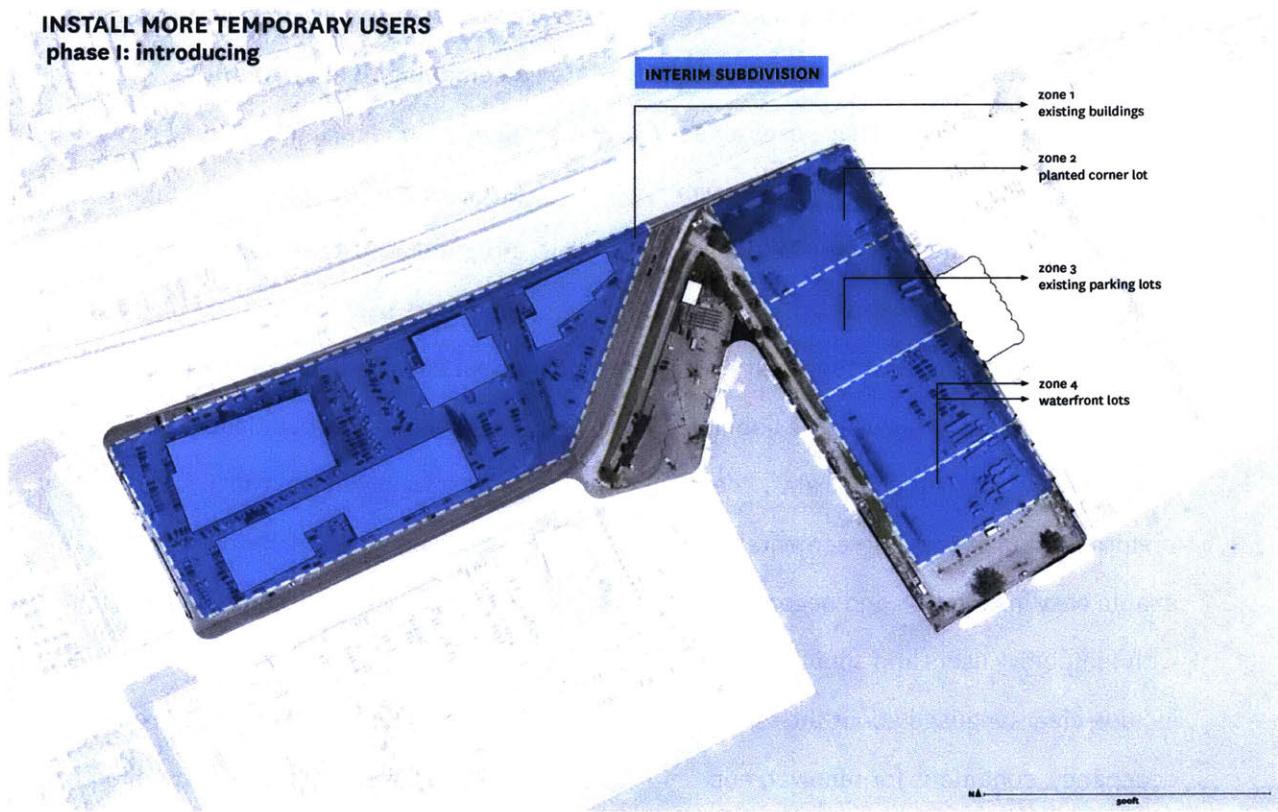 INSTALL MORE TEMPORARY USERS
phase I: introducing
INTERIM SUBDIVISION
zone 1
existing buildings
zone 2
planted corner lot
zone 3
existing parking lots
zone 4
waterfront lots
N
500ft